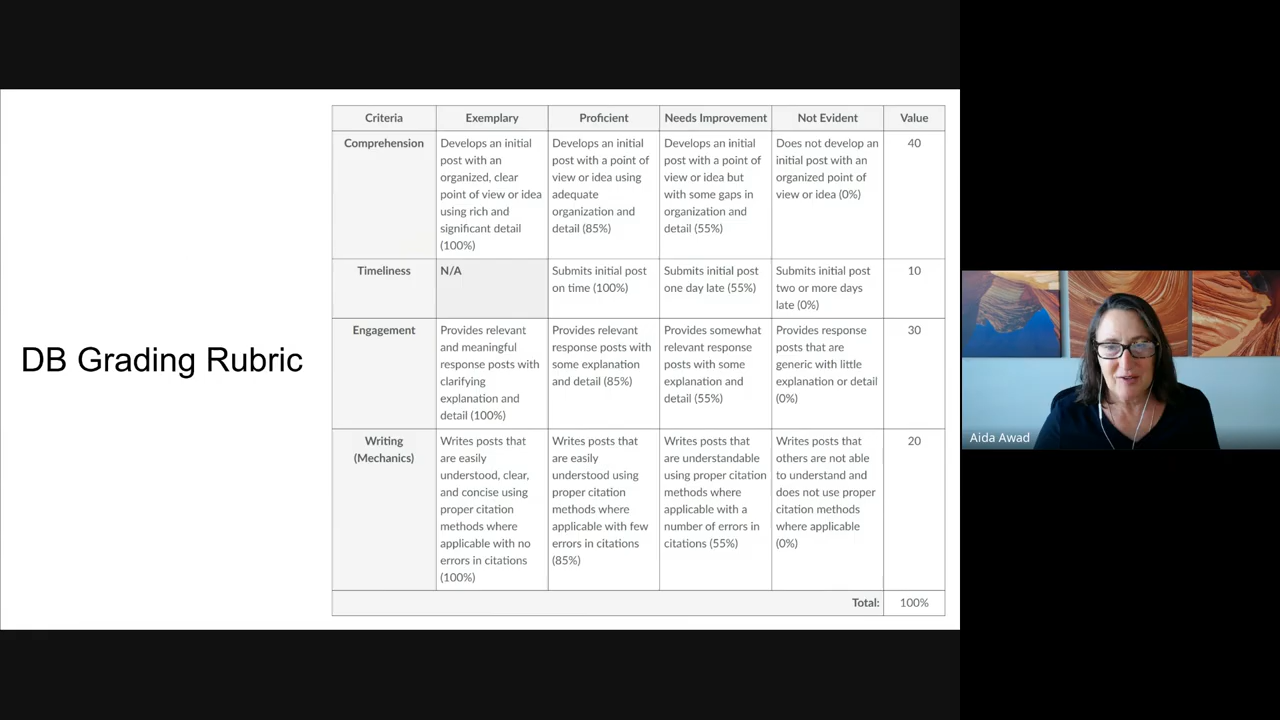 DB Grading Rubric
Criteria Exemplary Proficient Needs Improvement Not Evident Value
Comprehension
Develops an initial
post with an
organized, clear
point of view or idea
using rich and
significant detail
(100%)
Develops an initial
post with a point of
view or idea using
adequate
organization and
detail (85%)
Develops an initial
post with a point of
view or idea but
with some gaps in
organization and
detail (55%)
Does not develop an
initial post with an
organized point of
view or idea (0%)
40
Timeliness
N/A
Submits initial post
on time (100%)
Submits initial post
one day late (55%)
Submits initial post
two or more days
late (0%)
10
Engagement
Provides relevant
and meaningful
response posts with
clarifying
explanation and
detail (100%)
Provides relevant
response posts with
some explanation
and detail (85%)
Provides somewhat
relevant response
posts with some
explanation and
detail (55%)
Provides response
posts that are
generic with little
explanation or detail
(0%)
30
Writing
(Mechanics)
Writes posts that
are easily
understood, clear,
and concise using
proper citation
methods where
applicable with no
errors in citations
(100%)
Writes posts that
are easily
understood using
proper citation
methods where
applicable with few
errors in citations
(85%)
Writes posts that
are understandable
using proper citation
methods where
applicable with a
number of errors in
citations (55%)
Writes posts that
others are not able
to understand and
does not use proper
citation methods
where applicable
(0%)
20
Total: 100%
Aida Awad